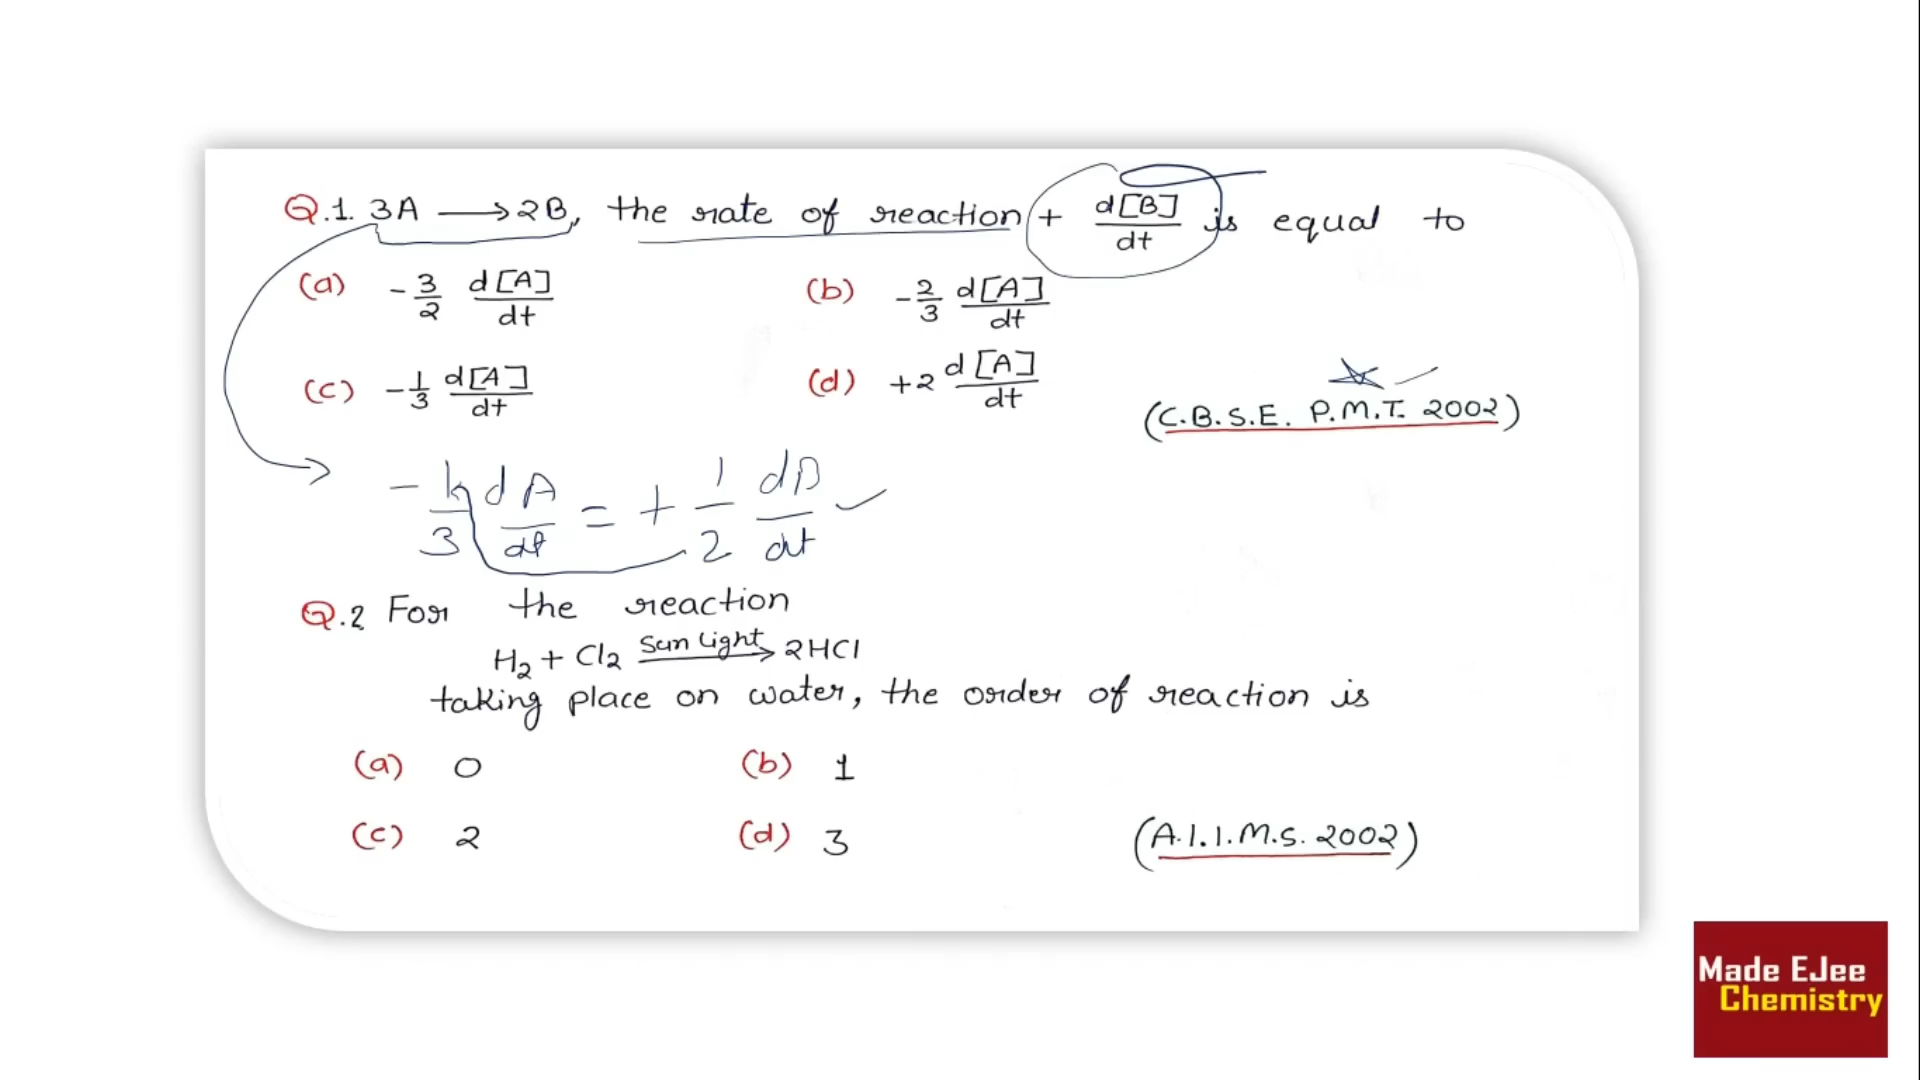 Q.1. 3A ⟶ 2B, the rate of reaction + d[B]/dt is equal to
(a) -3/2 d[A]/dt (b) -2/3 d[A]/dt
(c) -1/3 d[A]/dt (d) +2 d[A]/dt
(C.B.S.E. P.M.T. 2002)
-1/3 dA/dt = +1/2 dB/dt
Q.2 For the reaction
H₂ + Cl₂ Sun Light ⟶ 2HCl
taking place on water, the order of reaction is
(a) 0 (b) 1
(c) 2 (d) 3
(A.I.I.M.S. 2002)
Made EJee
Chemistry